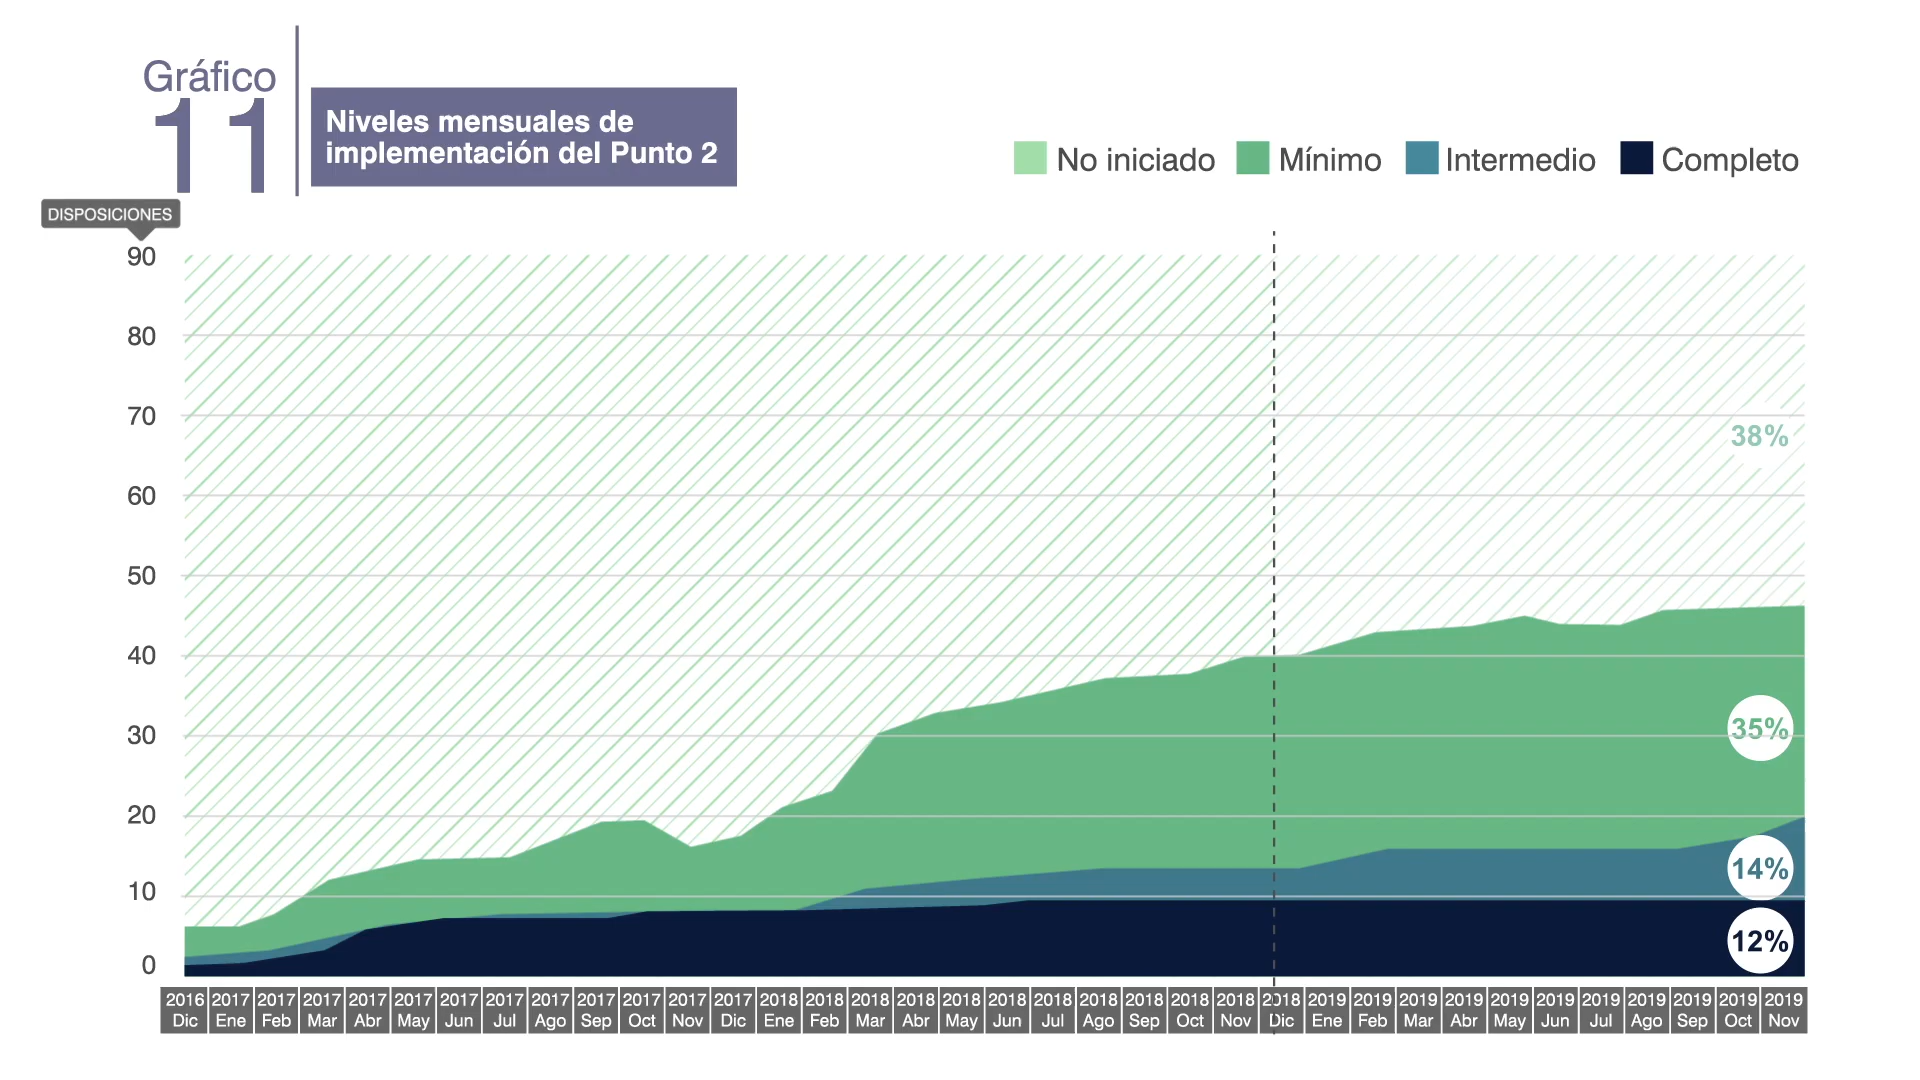 Gráfico
11
Niveles mensuales de
implementación del Punto 2
No iniciado
Mínimo
Intermedio
Completo
DISPOSICIONES
90
80
70
60
50
40
30
20
10
0
38%
35%
14%
12%
2016 2017 2017 2017 2017 2017 2017 2017 2017 2017 2017 2017 2017 2018 2018 2018 2018 2018 2018 2018 2018 2018 2018 2018 2018 2019 2019 2019 2019 2019 2019 2019 2019 2019 2019 2019
Dic Ene Feb Mar Abr May Jun Jul Ago Sep Oct Nov Dic Ene Feb Mar Abr May Jun Jul Ago Sep Oct Nov Dic Ene Feb Mar Abr May Jun Jul Ago Sep Oct Nov